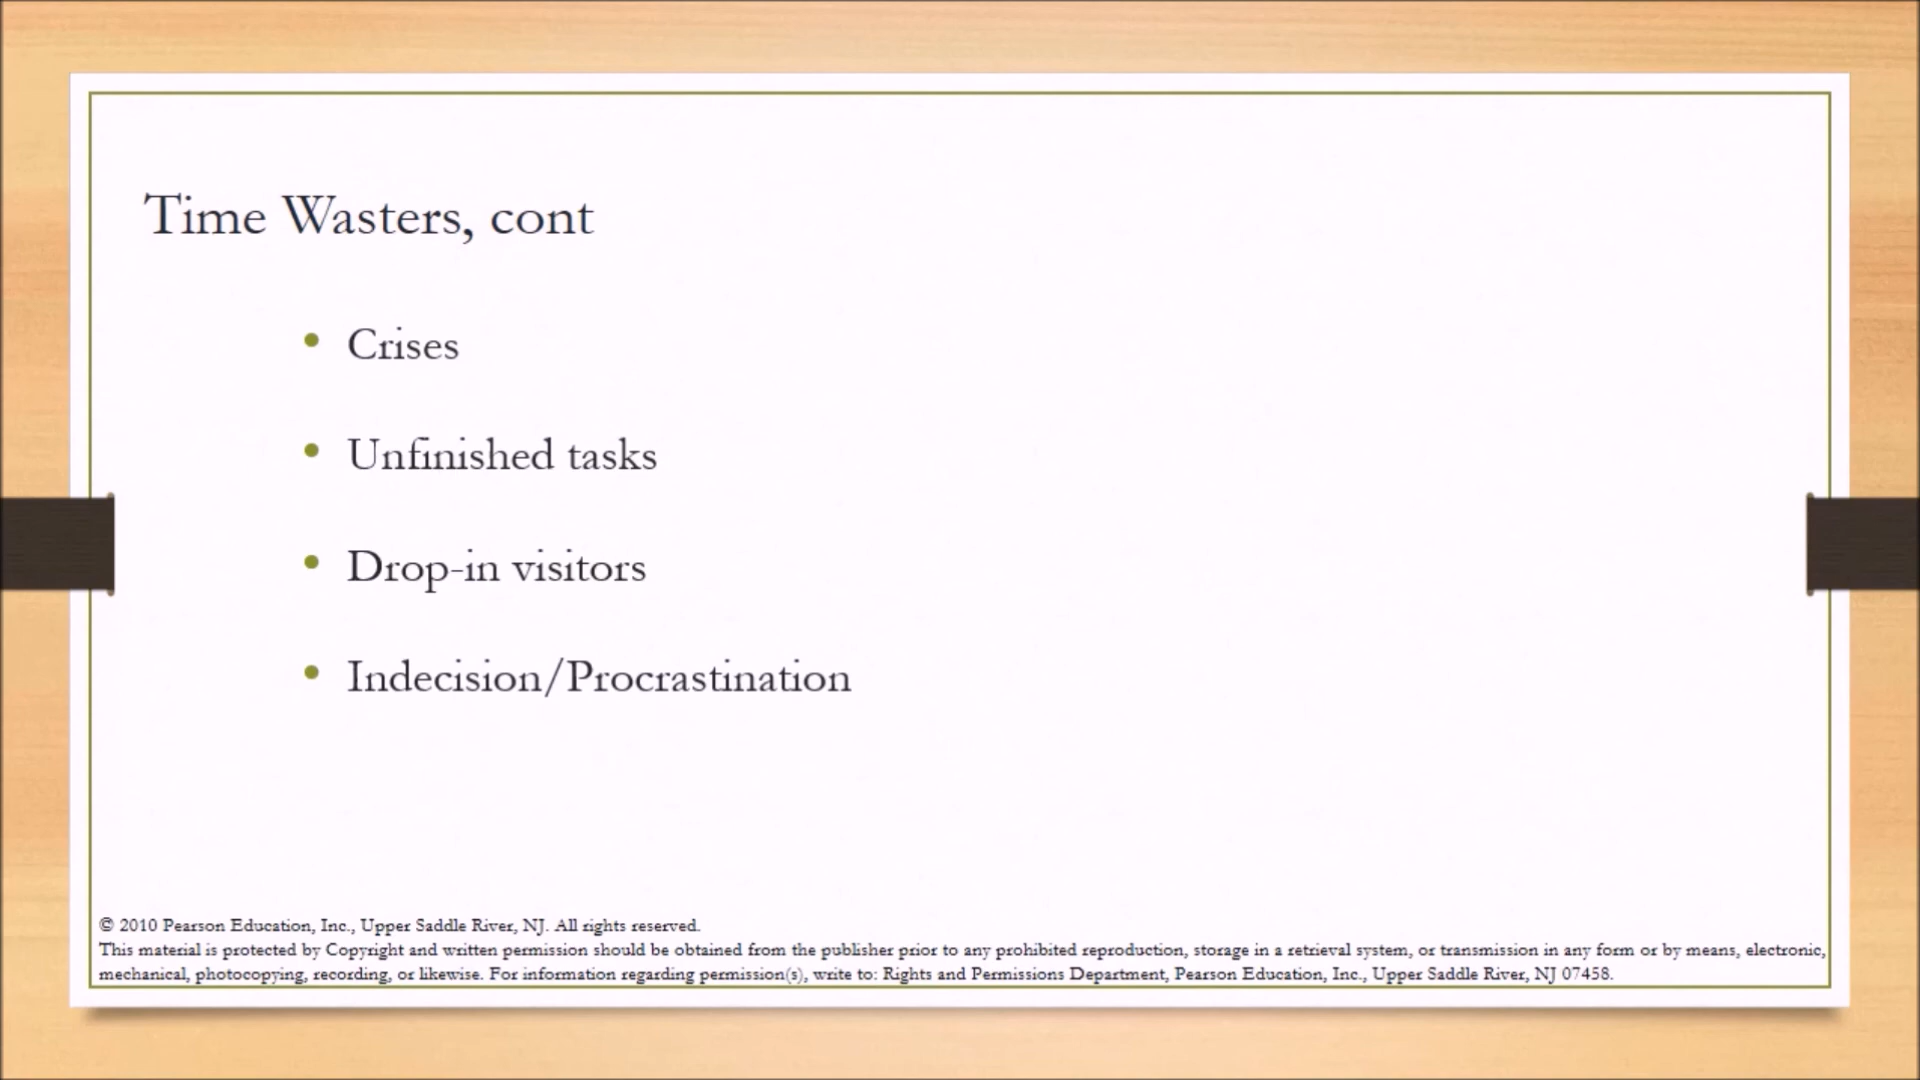 Time Wasters, cont
• Crises
• Unfinished tasks
• Drop-in visitors
• Indecision/Procrastination
© 2010 Pearson Education, Inc., Upper Saddle River, NJ. All rights reserved.
This material is protected by Copyright and written permission should be obtained from the publisher prior to any prohibited reproduction, storage in a retrieval system, or transmission in any form or by means, electronic,
mechanical, photocopying, recording, or likewise. For information regarding permission(s), write to: Rights and Permissions Department, Pearson Education, Inc., Upper Saddle River, NJ 07458.